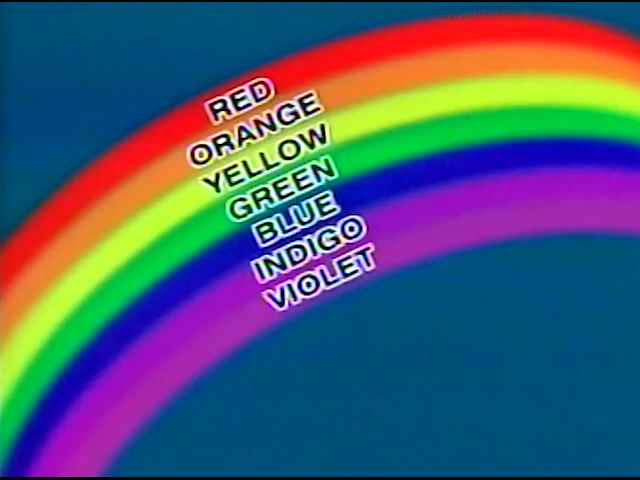 RED
ORANGE
YELLOW
GREEN
BLUE
INDIGO
VIOLET